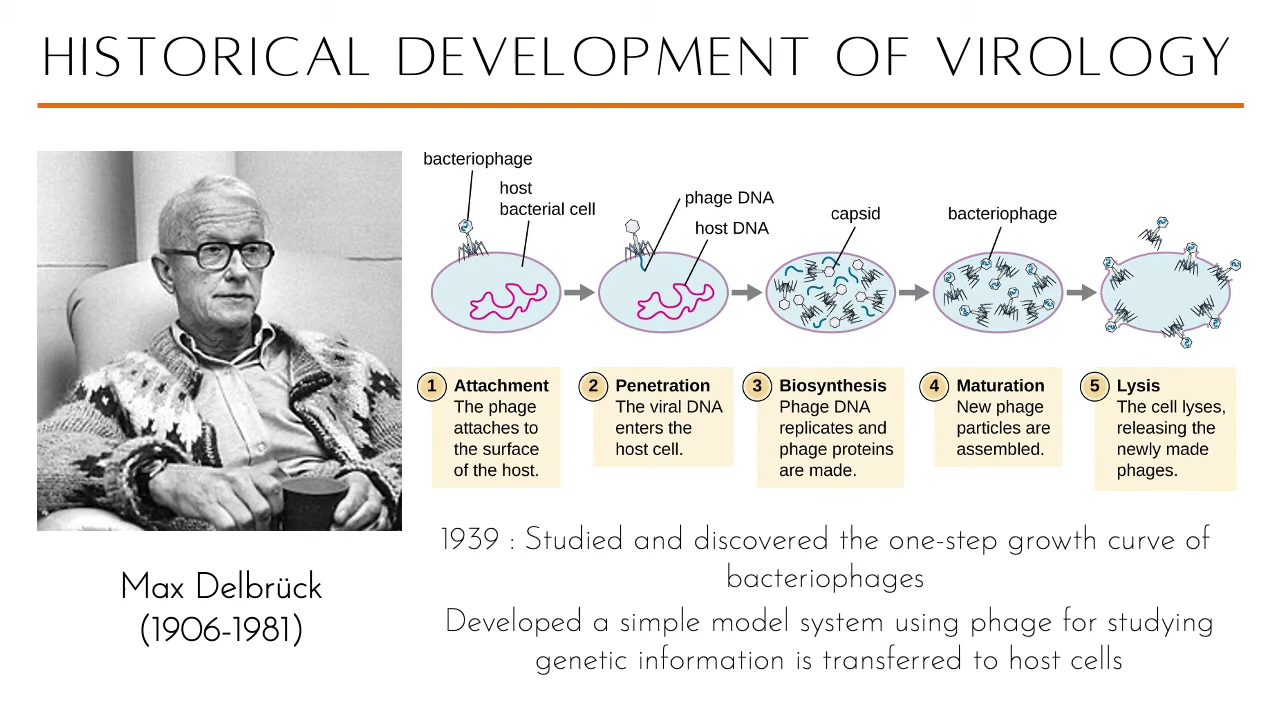 HISTORICAL DEVELOPMENT OF VIROLOGY
bacteriophage
host
bacterial cell
phage DNA
host DNA
capsid
bacteriophage
1 Attachment
The phage
attaches to
the surface
of the host.
2 Penetration
The viral DNA
enters the
host cell.
3 Biosynthesis
Phage DNA
replicates and
phage proteins
are made.
4 Maturation
New phage
particles are
assembled.
5 Lysis
The cell lyses,
releasing the
newly made
phages.
Max Delbrück
(1906-1981)
1939 : Studied and discovered the one-step growth curve of
bacteriophages
Developed a simple model system using phage for studying
genetic information is transferred to host cells